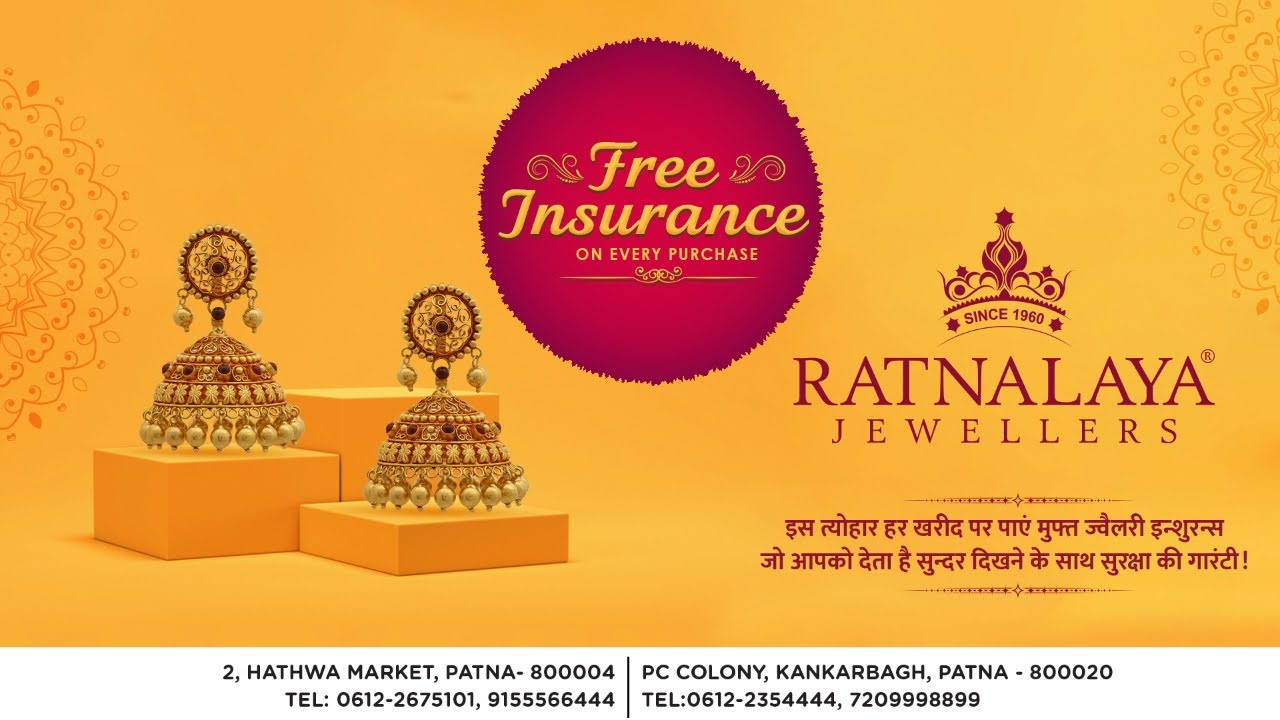 Free
Insurance
ON EVERY PURCHASE
SINCE 1960
RATNALAYA®
JEWELLERS
इस त्योहार हर खरीद पर पाएं मुफ्त ज्वैलरी इन्शुरन्स
जो आपको देता है सुन्दर दिखने के साथ सुरक्षा की गारंटी!
2, HATHWA MARKET, PATNA- 800004
TEL: 0612-2675101, 9155566444
PC COLONY, KANKARBAGH, PATNA - 800020
TEL:0612-2354444, 7209998899